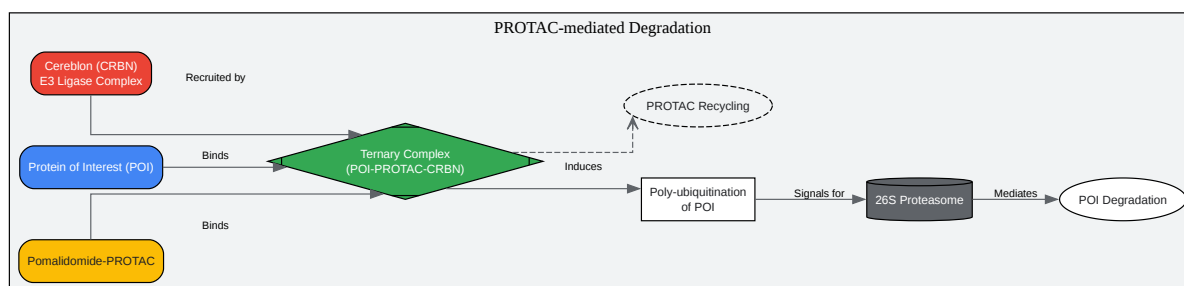 PROTAC-mediated Degradation
Cereblon (CRBN)
E3 Ligase Complex
Recruited by
PROTAC Recycling
Protein of Interest (POI)
Binds
Ternary Complex
(POI-PROTAC-CRBN)
Induces
Poly-ubiquitination
of POI
Signals for
26S Proteasome
Mediates
POI Degradation
Binds
Pomalidomide-PROTAC